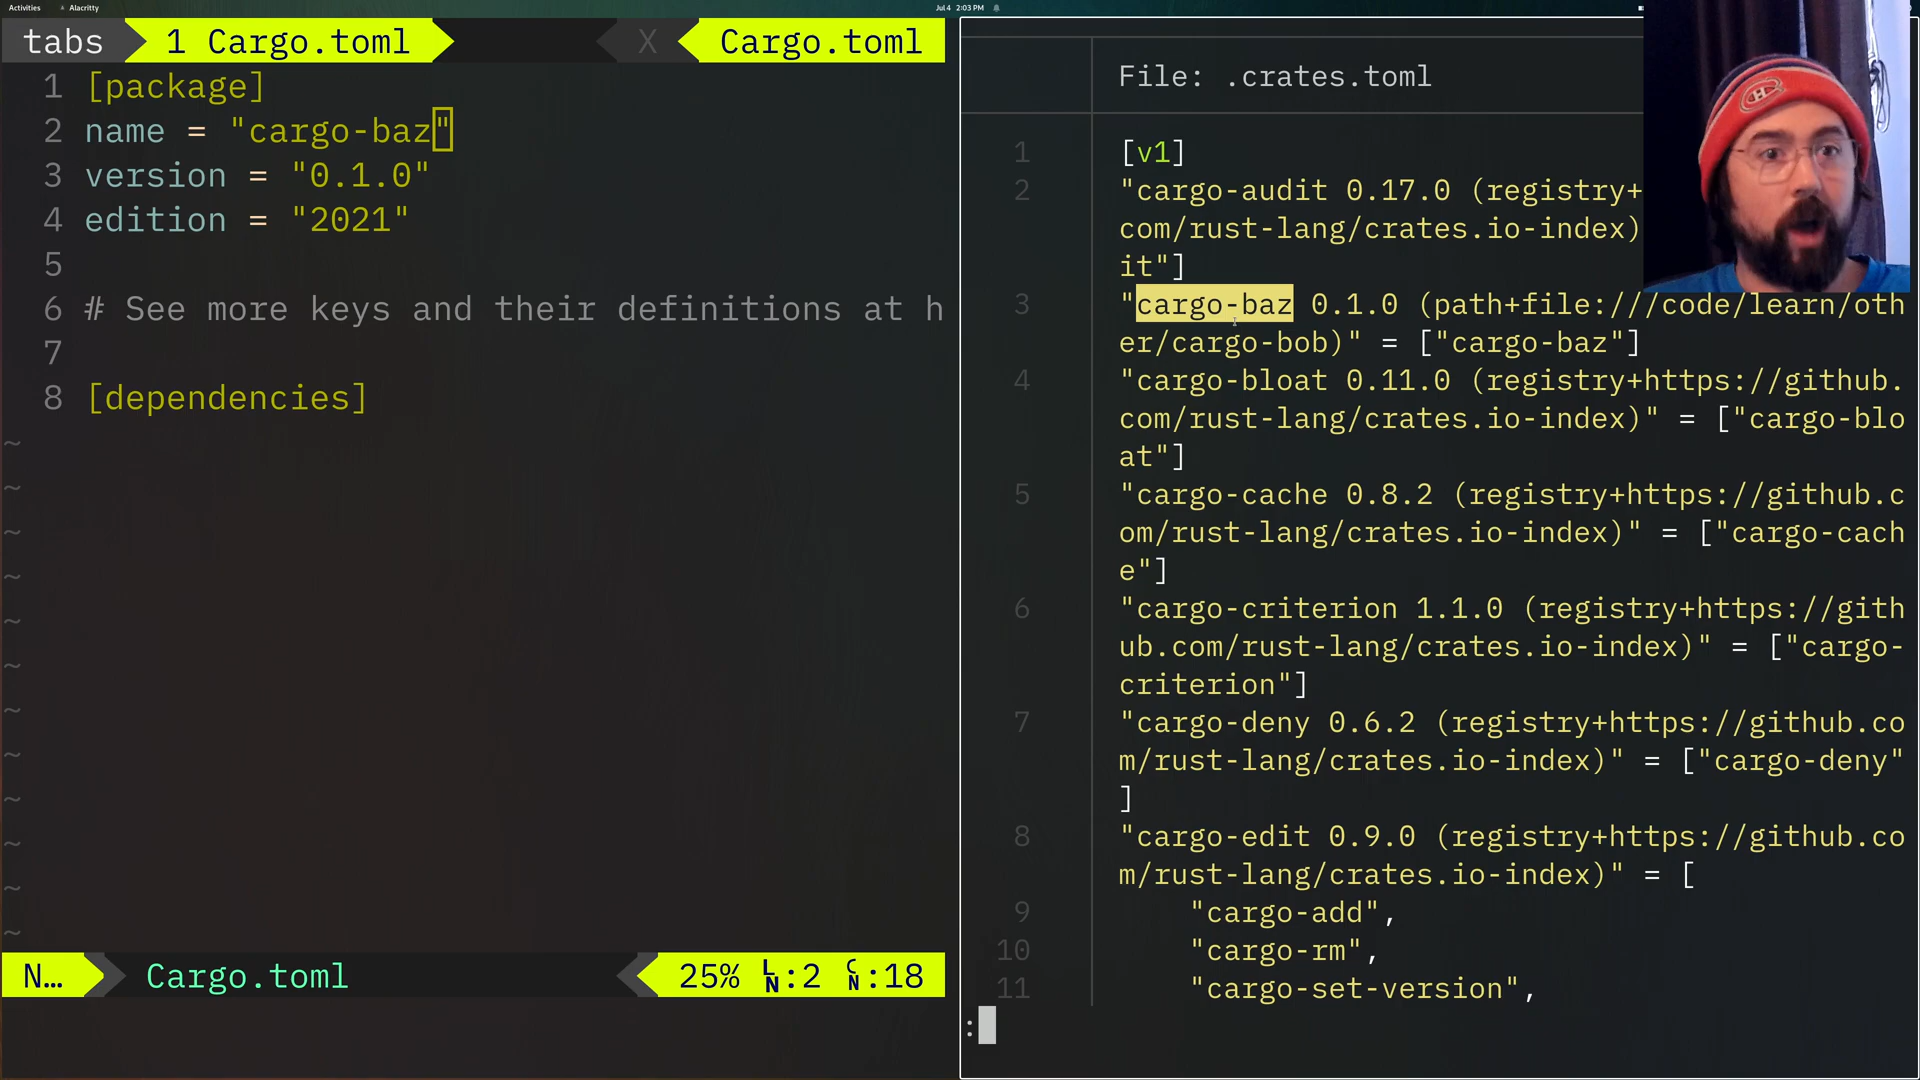 Activities
Alacritty
Jul 4 2:03 PM
tabs
1 Cargo.toml
X
Cargo.toml
1 [package]
2 name = "cargo-baz"
3 version = "0.1.0"
4 edition = "2021"
5
6 # See more keys and their definitions at h
7
8 [dependencies]
~
~
~
~
~
~
~
~
~
~
~
~
N...
Cargo.toml
25% LN:2 CN:18
File: .crates.toml
1 [v1]
2 "cargo-audit 0.17.0 (registry+
com/rust-lang/crates.io-index)
it"]
3 "cargo-baz 0.1.0 (path+file:///code/learn/oth
er/cargo-bob)" = ["cargo-baz"]
4 "cargo-bloat 0.11.0 (registry+https://github.
com/rust-lang/crates.io-index)" = ["cargo-blo
at"]
5 "cargo-cache 0.8.2 (registry+https://github.c
om/rust-lang/crates.io-index)" = ["cargo-cach
e"]
6 "cargo-criterion 1.1.0 (registry+https://gith
ub.com/rust-lang/crates.io-index)" = ["cargo-
criterion"]
7 "cargo-deny 0.6.2 (registry+https://github.co
m/rust-lang/crates.io-index)" = ["cargo-deny"
]
8 "cargo-edit 0.9.0 (registry+https://github.co
m/rust-lang/crates.io-index)" = [
9 "cargo-add",
10 "cargo-rm",
11 "cargo-set-version",
: